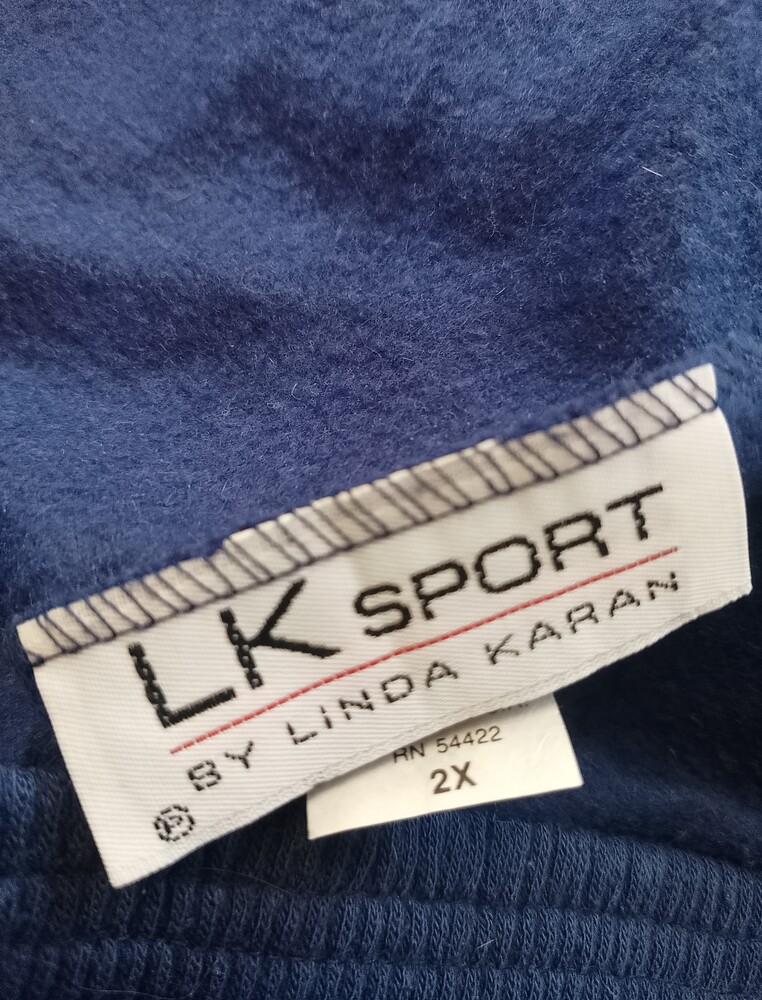 LK SPORT
BY LINDA KARAN
®
RN 54422
2X